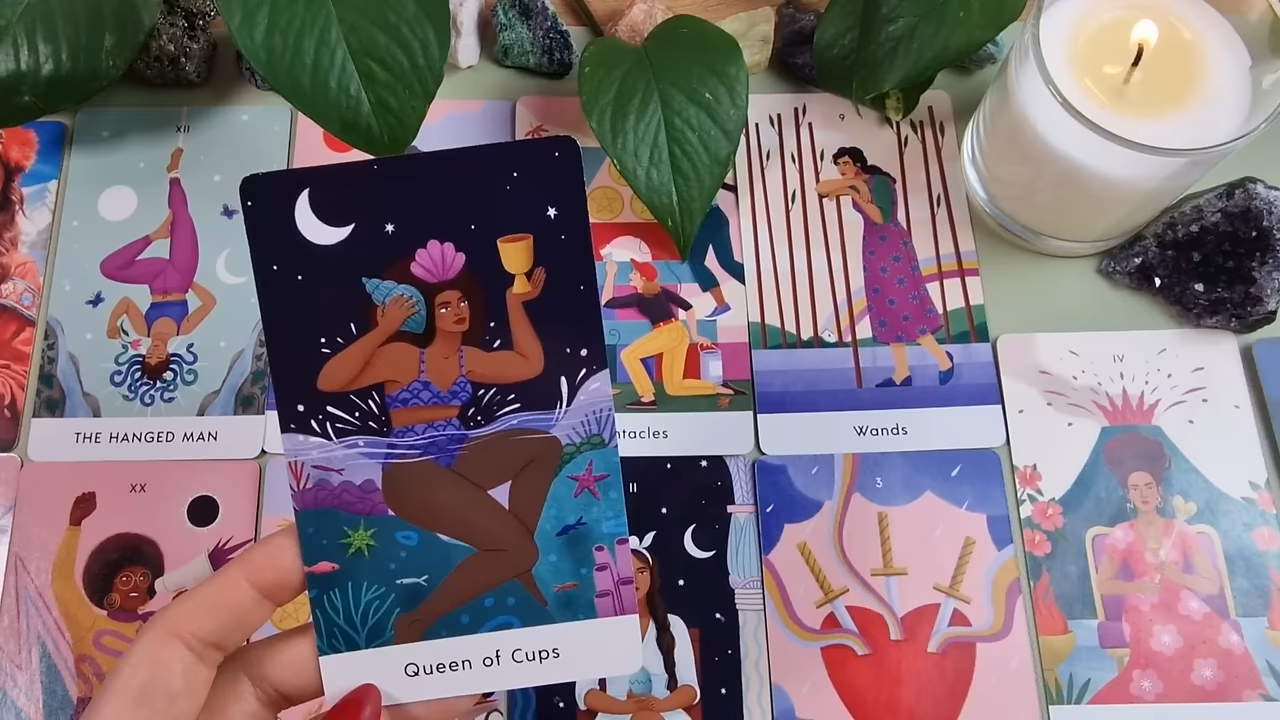 XII
9
THE HANGED MAN
ntacles
Wands
IV
XX
II
3
Queen of Cups